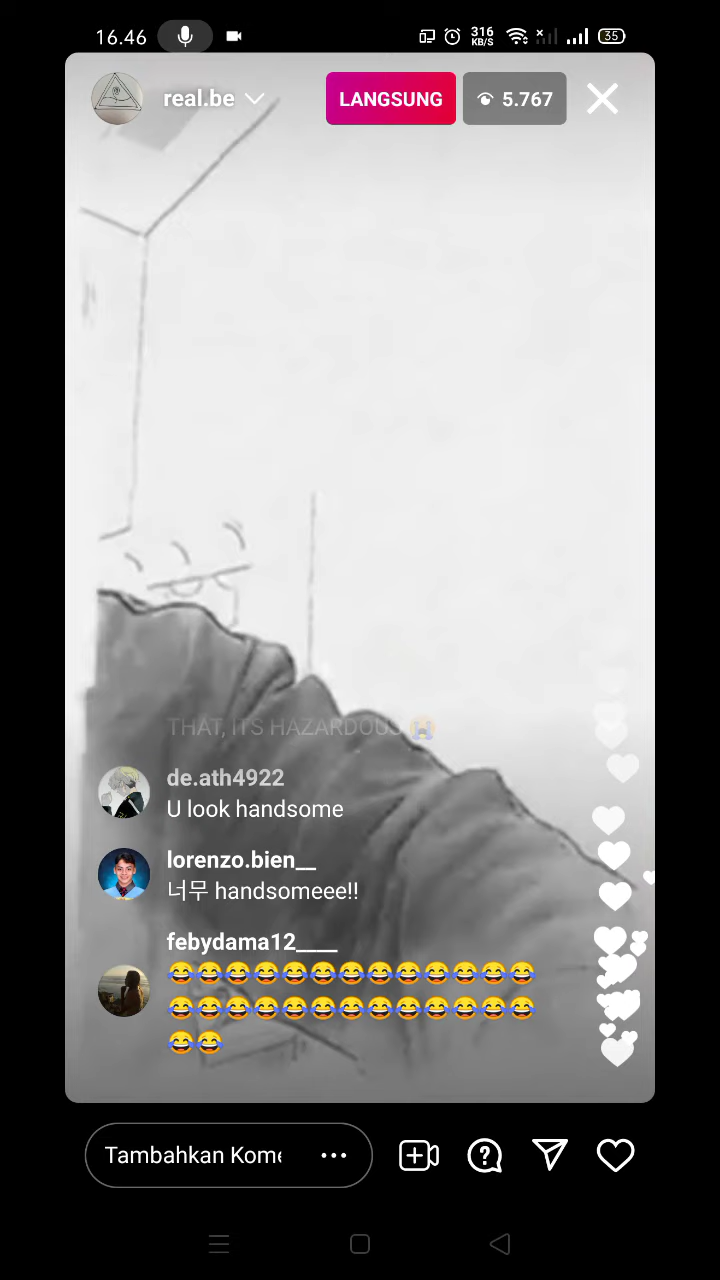 16.46
316
KB/S
35
real.be
LANGSUNG
5.767
THAT, ITS HAZARDOUS 😭
de.ath4922
U look handsome
lorenzo.bien__
너무 handsomeee!!
febydama12____
😂😂😂😂😂😂😂😂😂😂😂😂😂
😂😂😂😂😂😂😂😂😂😂😂😂😂
😂😂
Tambahkan Kome